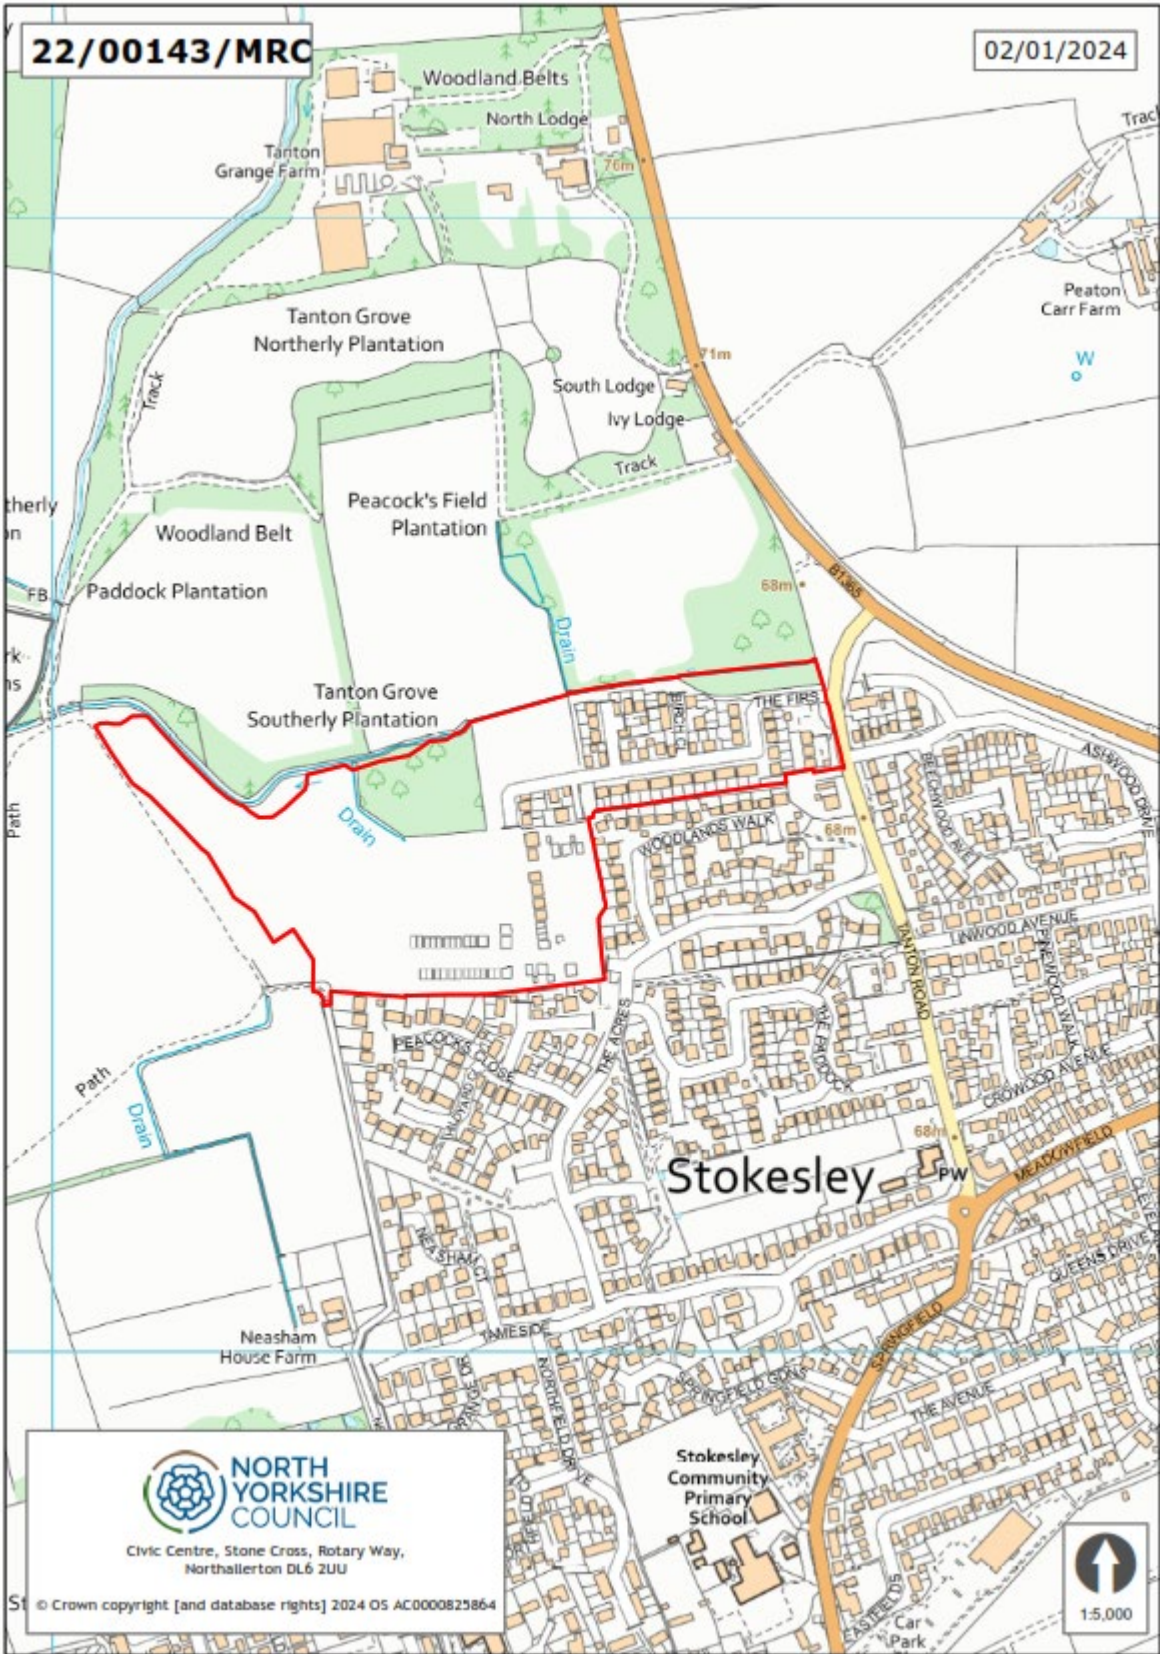 22/00143/MRC
02/01/2024
Woodland Belts
North Lodge
Tanton
Grange Farm
76m
Track
Peaton
Carr Farm
W
Tanton Grove
Northerly Plantation
71m
South Lodge
Ivy Lodge
Track
Track
Peacock's Field
Plantation
Woodland Belt
therly
on
FB
Paddock Plantation
B1365
68m
Drain
rk
ns
Tanton Grove
Southerly Plantation
BIRCH CL
THE FIRS
ASHWOOD DRIVE
BEECHWOOD AVE
Path
Drain
WOODLANDS WALK
68m
LINWOOD AVENUE
PINEWOOD WALK
TANTON ROAD
THE ACRES
THE PADDOCK
PEACOCKS CLOSE
CROWOOD AVENUE
Path
Drain
68m
MEADOWFIELD
Stokesley
PW
NEASHAM CT
QUEENS DRIVE
Neasham
House Farm
TAMESIDE
SPRINGFIELD
SPRINGFIELD GDNS
NORTHFIELD DRIVE
THE AVENUE
Stokesley
Community
Primary
School
NORTH
YORKSHIRE
COUNCIL
Civic Centre, Stone Cross, Rotary Way,
Northallerton DL6 2UU
St
© Crown copyright [and database rights] 2024 OS AC0000825864
EASTFIELDS
Car
Park
1:5,000